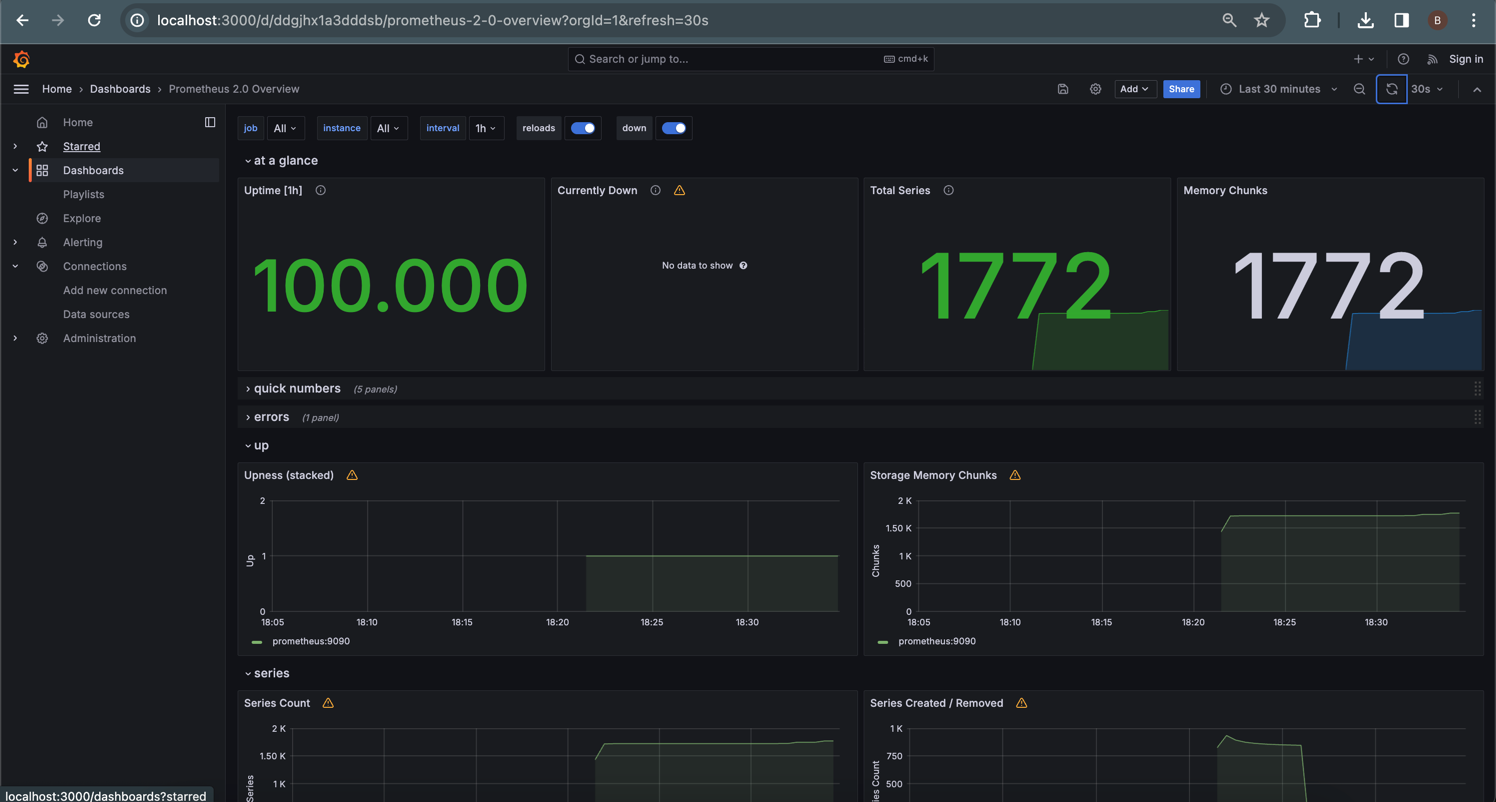 localhost:3000/d/ddgjhx1a3dddsb/prometheus-2-0-overview?orgId=1&refresh=30s
B
Search or jump to...
cmd+k
Sign in
Home › Dashboards › Prometheus 2.0 Overview
Add
Share
Last 30 minutes
30s
Home
Starred
Dashboards
Playlists
Explore
Alerting
Connections
Add new connection
Data sources
Administration
job All instance All interval 1h reloads down
at a glance
Uptime [1h]
100.000
Currently Down
No data to show
Total Series
1772
Memory Chunks
1772
quick numbers (5 panels)
errors (1 panel)
up
Upness (stacked)
Up
2
1
0
18:05 18:10 18:15 18:20 18:25 18:30
prometheus:9090
Storage Memory Chunks
Chunks
2 K
1.50 K
1 K
500
0
18:05 18:10 18:15 18:20 18:25 18:30
prometheus:9090
series
Series Count
Series
2 K
1.50 K
1 K
Series Created / Removed
ies Count
1 K
750
500
localhost:3000/dashboards?starred